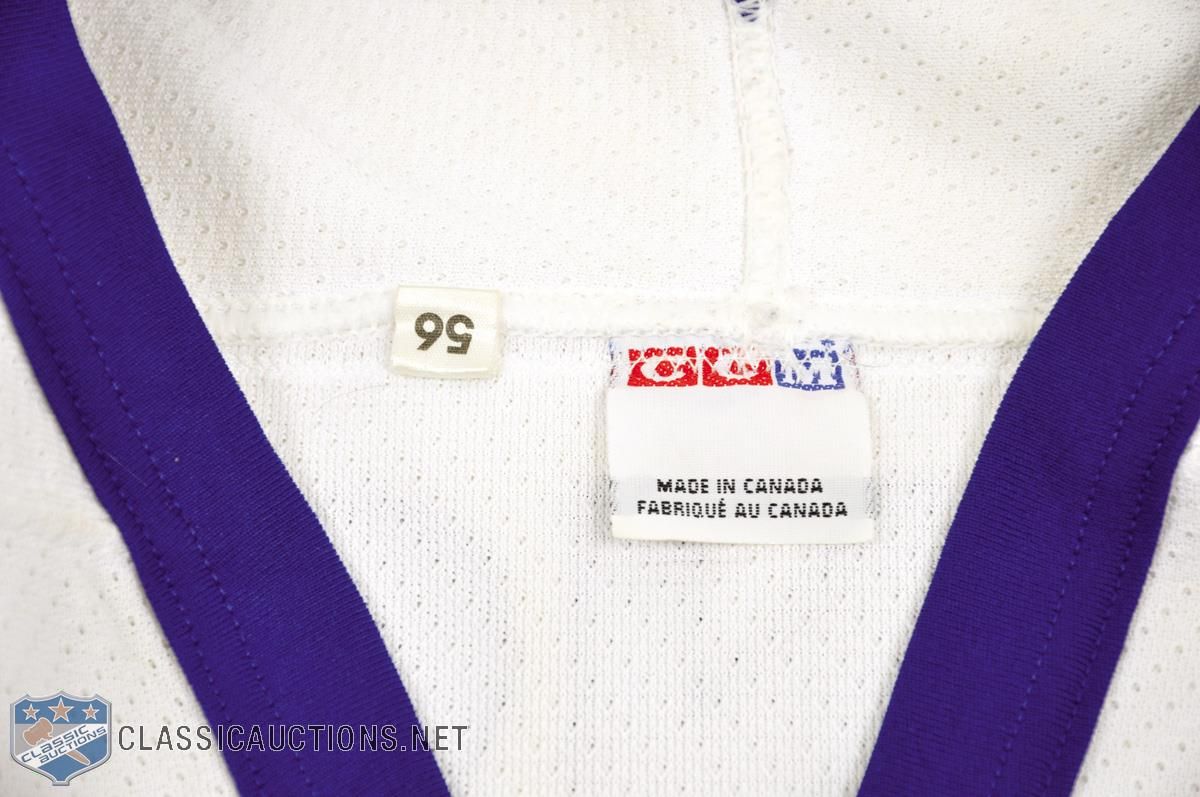 56
CCM
MADE IN CANADA
FABRIQUÉ AU CANADA
CLASSIC
AUCTIONS
CLASSICAUCTIONS.NET